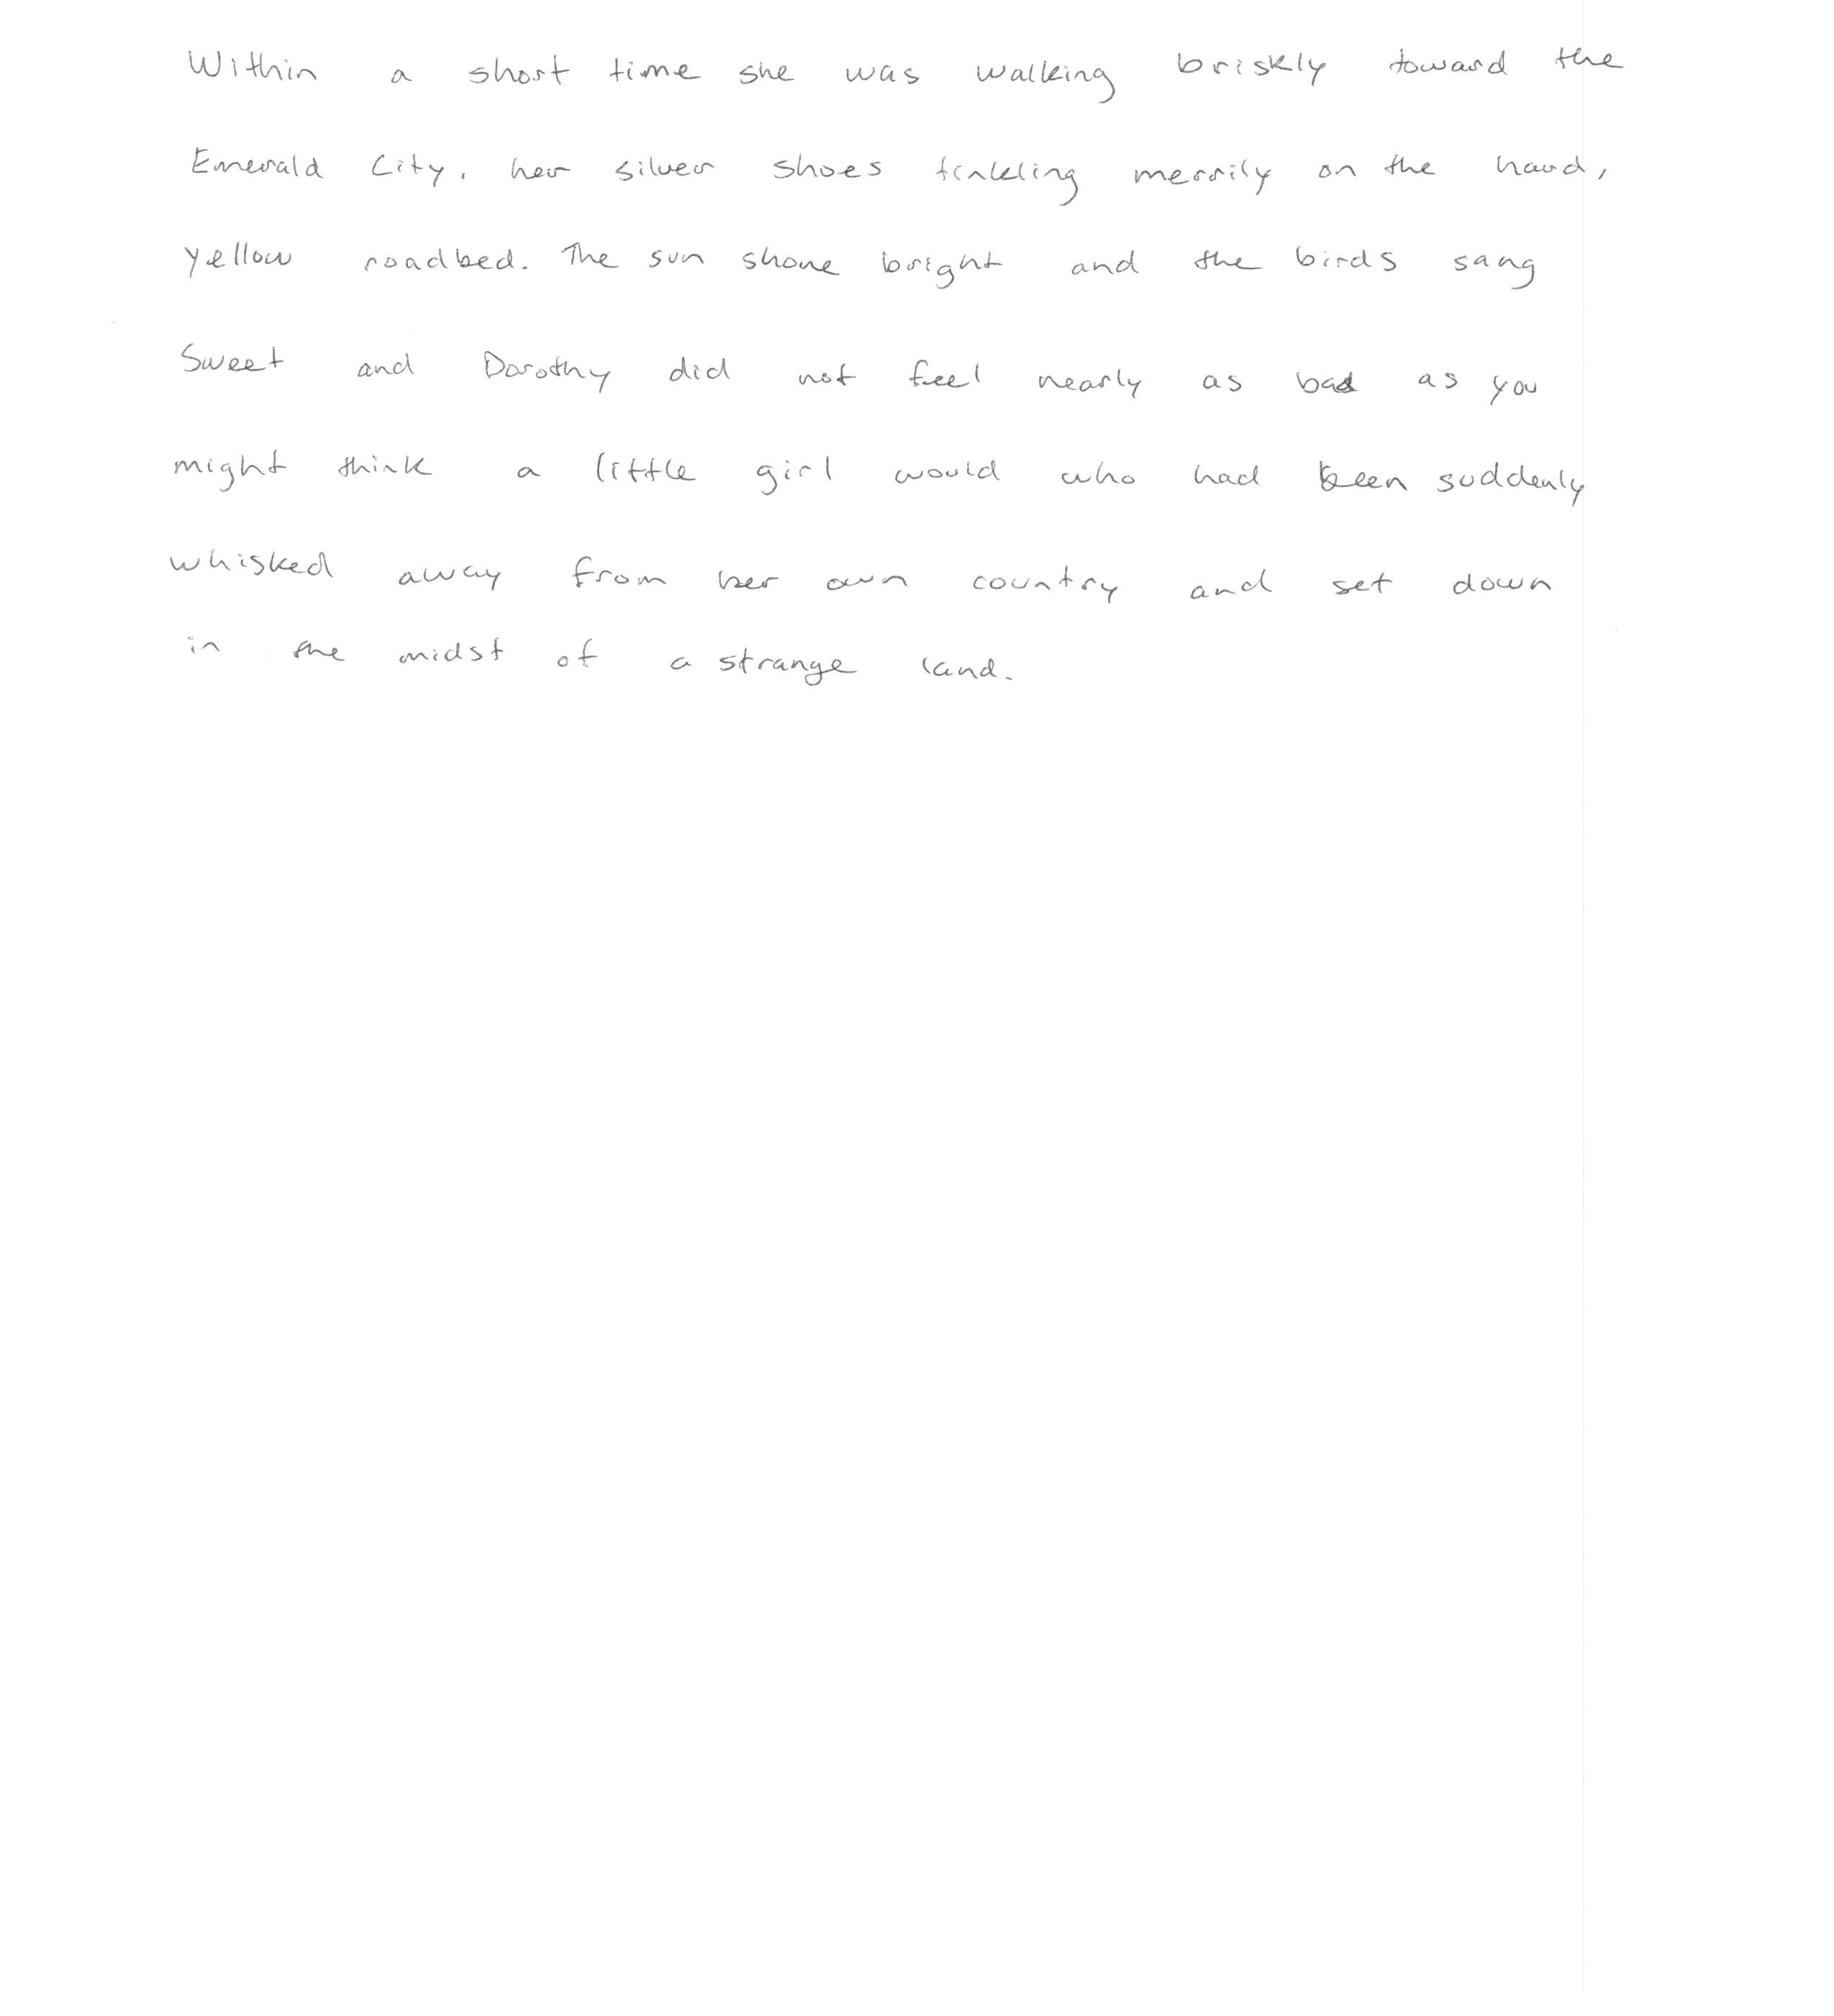 Within a short time she was walking briskly toward the
Emerald City, her silver shoes tinkling merrily on the hard,
yellow roadbed. The sun shone bright and the birds sang
Sweet and Dorothy did not feel nearly as bad as you
might think a little girl would who had been suddenly
whisked away from her own country and set down
in the midst of a strange land.